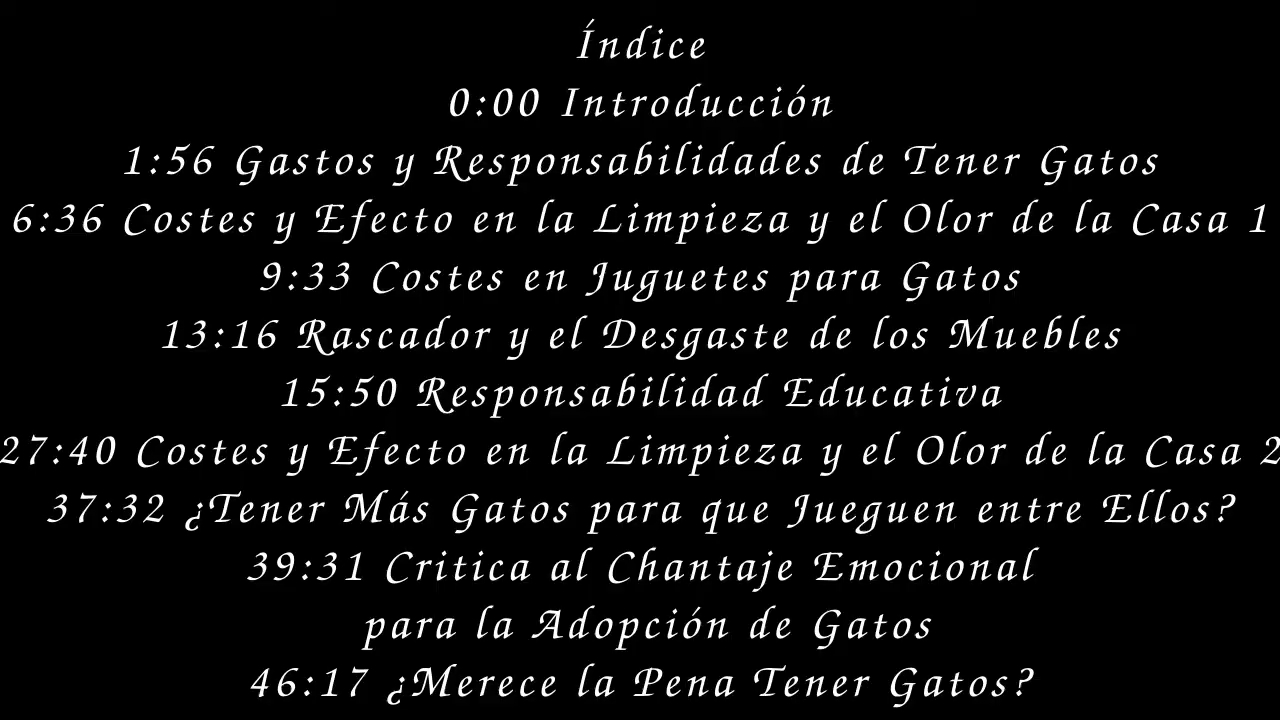 Índice
0:00 Introducción
1:56 Gastos y Responsabilidades de Tener Gatos
6:36 Costes y Efecto en la Limpieza y el Olor de la Casa 1
9:33 Costes en Juguetes para Gatos
13:16 Rascador y el Desgaste de los Muebles
15:50 Responsabilidad Educativa
27:40 Costes y Efecto en la Limpieza y el Olor de la Casa 2
37:32 ¿Tener Más Gatos para que Jueguen entre Ellos?
39:31 Critica al Chantaje Emocional
para la Adopción de Gatos
46:17 ¿Merece la Pena Tener Gatos?